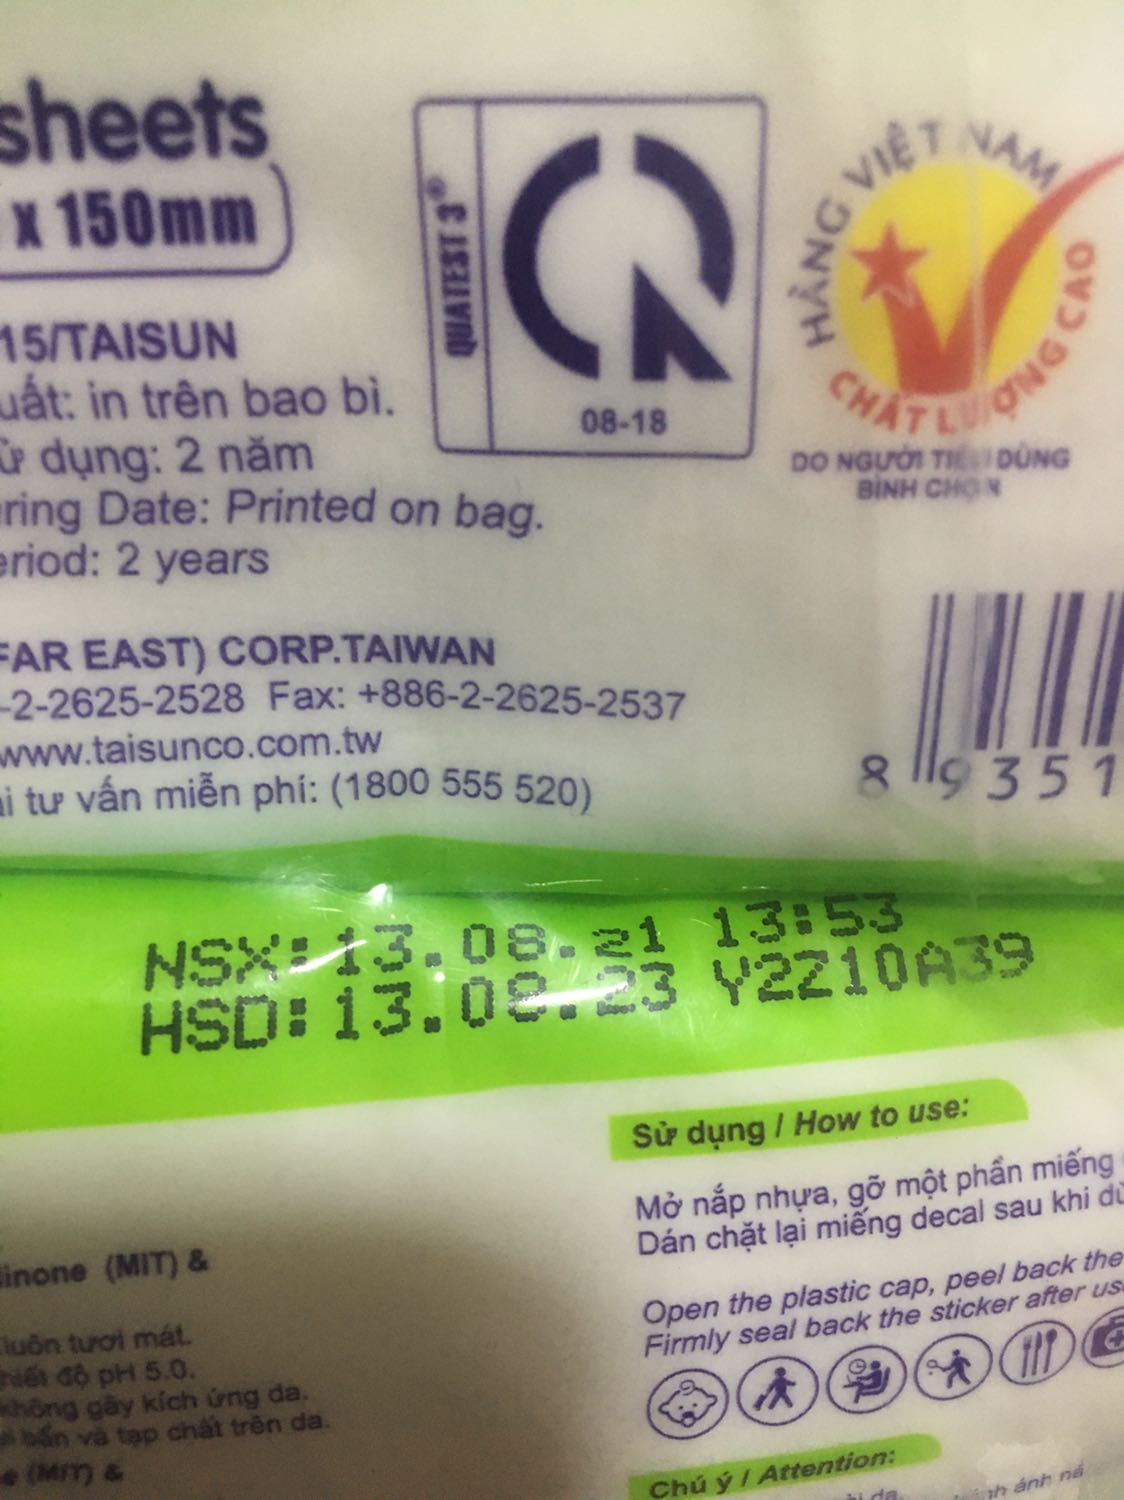 sheets
x 150mm
QUATEST 3®
08-18
HÀNG VIỆT NAM
CHẤT LƯỢNG CAO
DO NGƯỜI TIÊU DÙNG
BÌNH CHỌN
15/TAISUN
uất: in trên bao bì.
ử dụng: 2 năm
ring Date: Printed on bag.
eriod: 2 years
FAR EAST) CORP.TAIWAN
-2-2625-2528 Fax: +886-2-2625-2537
www.taisunco.com.tw
i tư vấn miễn phí: (1800 555 520)
8 9351
NSX: 13.08.21 13:53
HSD: 13.08.23 Y2Z10A39
Sử dụng / How to use:
Mở nắp nhựa, gỡ một phần miếng
Dán chặt lại miếng decal sau khi
Open the plastic cap, peel back the
Firmly seal back the sticker after
linone (MIT) &
luôn tươi mát.
thiết độ pH 5.0.
không gây kích ứng da.
bẩn và tạp chất trên da.
(MIT) &
Chú ý / Attention:
da.
ánh